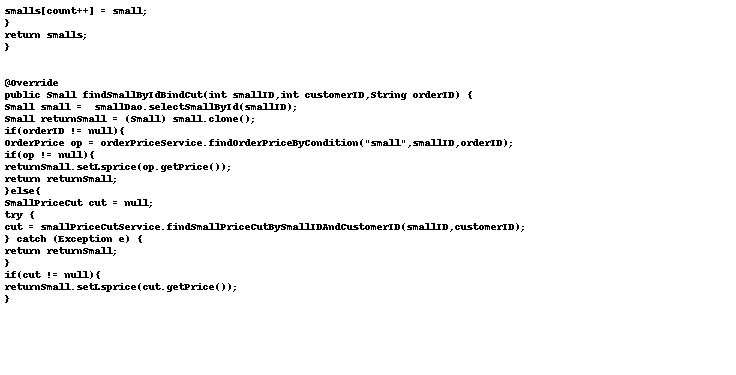 smalls[count++] = small;
}
return smalls;
}
@Override
public Small findSmallByIdBindCut(int smallID,int customerID,String orderID) {
Small small =  smallDao.selectSmallById(smallID);
Small returnSmall = (Small) small.clone();
if(orderID != null){
OrderPrice op = orderPriceService.findOrderPriceByCondition("small",smallID,orderID);
if(op != null){
returnSmall.setLsprice(op.getPrice());
return returnSmall;
}else{
SmallPriceCut cut = null;
try {
cut = smallPriceCutService.findSmallPriceCutBySmallIDAndCustomerID(smallID,customerID);
} catch (Exception e) {
return returnSmall;
}
if(cut != null){
returnSmall.setLsprice(cut.getPrice());
}